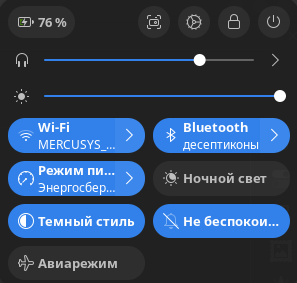 76 %
Wi-Fi
MERCUSYS_...
Bluetooth
десептиконы
Режим пи...
Энергосбер...
Ночной свет
Темный стиль
Не беспокои...
Авиарежим